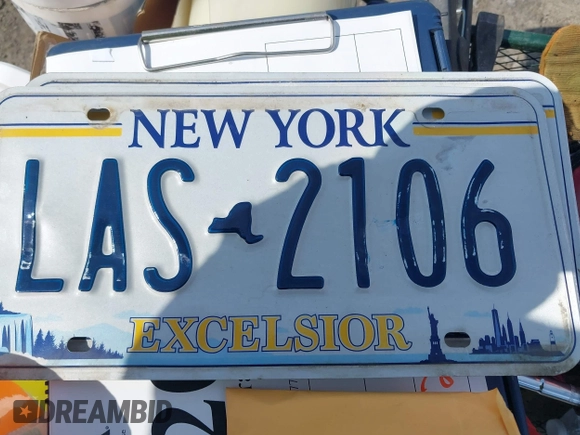 NEW YORK
LAS 2106
EXCELSIOR
DREAMBID